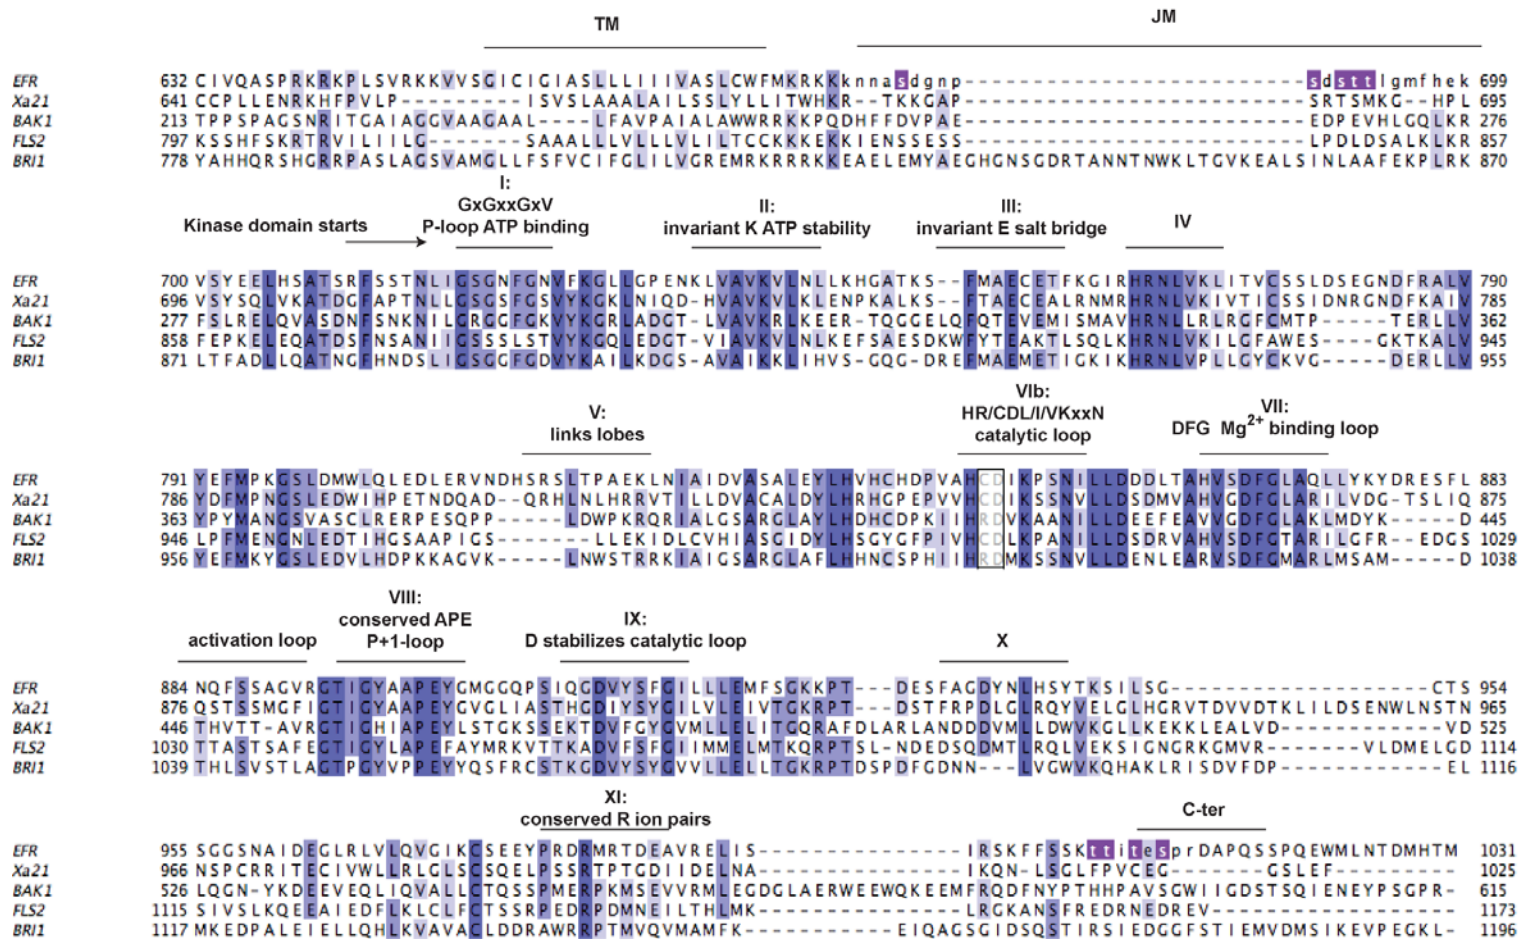 TM JM
EFR 632 CIVQASPRKRKPLSVRKKVVSGICIGIASLLLIIIVASLCWFMKRKKKnnasdgnp-----------------------------sdsttlgmfhek 699
Xa21 641 CCPLLENRKHFPVLP---------ISVSLAAALAILSSLYLLITWHKR--TKKGAP-----------------------------SRTSMKG--HPL 695
BAK1 213 TPPSPAGSNRITGAIAGGVAAGAAL----LFAVPAIALAWWRRKKPQDHFFDVPAE-----------------------------EDPEVHLGQLKR 276
FLS2 797 KSSHFSKRTRVILIILG-------SAAALLLVLLLVLILTCCKKKEKKIENSSESS-----------------------------LPDLDSALKLKR 857
BRI1 778 YAHHQRSHGRRPASLAGSVAMGLLFSFVCIFGLILVGREMRKRRRKKEAELEMYAEGHGNSGDRTANNTNWKLTGVKEALSINLAAFEKPLRK 870
Kinase domain starts
I:
GxGxxGxV
P-loop ATP binding
II:
invariant K ATP stability
III:
invariant E salt bridge
IV
EFR 700 VSYEELHSATSRFSSTNLIGSGNFGNVFKGLLGPENKLVAVKVLNLLKHGATKS--FMAECETFKGIRHRNLVKLITVCSSLDSEGNDFRALV 790
Xa21 696 VSYSQLVKATDGFAPTNLLGSGSFGSVYKGKLNIQD-HVAVKVLKLENPKALKS--FTAECEALRNMRHRNLVKIVTICSSIDNRGNDFKAIV 785
BAK1 277 FSLRELQVASDNFSNKNILGRGGFGKVYKGRLADGT-LVAVKRLKEER-TQGGELQFQTEVEMISMAVHRNLLRLRGFCMTP-----TERLLV 362
FLS2 858 FEPKELEQATDSFNSANIIGSSSLSTVYKGQLEDGT-VIAVKVLNLKEFSAESDKWFYTEAKTLSQLKHRNLVKILGFAWES-----GKTKALV 945
BRI1 871 LTFADLLQATNGFHNDSLIGSGGFGDVYKAILKDGS-AVAIKKLIHVS-GQG-DREFMAEMETIGKIKHRNLVPLLGYCKVG-----DERLLV 955
V:
links lobes
VIb:
HR/CDL/I/VKxxN
catalytic loop
VII:
DFG Mg2+ binding loop
EFR 791 YEFMPKGSLDMWLQLEDLERVNDHSRSLTPAEKLNIAIDVASALEYLHVHCHDPVAHCDIKPSNILLDDDLTAHVSDFGLAQLLYKYDRESFL 883
Xa21 786 YDFMPNGSLEDWIHPETNDQAD--QRHLNLHRRVTILLDVACALDYLHRHGPEPVVHCDIKSSNVLLDSDMVAHVGDFGLARILVDG-TSLIQ 875
BAK1 363 YPYMANGSVASCLRERPESQPP-----LDWPKRQRIALGSARGLAYLHDHCDPKIIHRDVKAANILLDEEFEAVVGDFGLAKLMDYK-----D 445
FLS2 946 LPFMENGNLEDTIHGSAAPIGS--------LLEKIDLCVHIASGIDYLHSGYGFPIVHCDLKPANILLDSDRVAHVSDFGTARILGFR--EDGS 1029
BRI1 956 YEFMKYGSLEDVLHDPKKAGVK-----LNWSTRRKIAIGSARGLAFLHHNCSPHIIHRDMKSSNVLLDENLEARVSDFGMARLMSAM-----D 1038
activation loop
VIII:
conserved APE
P+1-loop
IX:
D stabilizes catalytic loop
X
EFR 884 NQFSSAGVRGTIGYAAPEYGMGGQPSIQGDVYSFGILLLEMFSGKKPT---DESFAGDYNLHSYTKSILSG-----------------CTS 954
Xa21 876 QSTSSMGFIGTIGYAAPEYGVGLIASTHGDIYSYGILVLEIVTGKRPT---DSTFRPDLGLRQYVELGLHGRVTDVVDTKLILDSENWLNSTN 965
BAK1 446 THVTT-AVRGTIGHIAPEYLSTGKSSEKTDVFGYGVMLLELITGQRAFDLARLANDDDVMLLDWVKGLLKEKKLEALVD-----------VD 525
FLS2 1030 TTASTSAFEGTIGYLAPEFAYMRKVTTKADVFSFGIIMMELMTKQRPTSL-NDEDSQDMTLRQLVEKSIGNGRKGMVR--------VLDMELGD 1114
BRI1 1039 THLSVSTLAGTPGYVPPEYYQSFRCSTKGDVYSYGVVLLELLTGKRPTDSPDFGDNN---LVGWVKQHAKLRISDVFDP-----------EL 1116
XI:
conserved R ion pairs
C-ter
EFR 955 SGGSNAIDEGLRLVLQVGIKCSEEYPRDRMRTDEAVRELIS----------------IRSKFFSSKttitesprDAPQSSPQEWMLNTDMHTM 1031
Xa21 966 NSPCRRITECIVWLLRLGLSCSQELPSSRTPTGDIIDELNA----------------IKQN-LSGLFPVCEG------GSLEF----------- 1025
BAK1 526 LQGN-YKDEEVEQLIQVALLCTQSSPMERPKMSEVVRMLEGDGLAERWEEWQKEEMFRQDFNYPTHHPAVSGWIIGDSTSQIENEYPSGPR- 615
FLS2 1115 SIVSLKQEEAIEDFLKLCLFCTSSRPEDRPDMNEILTHLMK----------------LRGKANSFREDRNEDREV------------------ 1173
BRI1 1117 MKEDPALEIELLQHLKVAVACLDDRAWRRPTMVQVMAMFK------------EIQAGSGIDSQSTIRSIEDGGFSTIEMVDMSIKEVPEGKL 1196